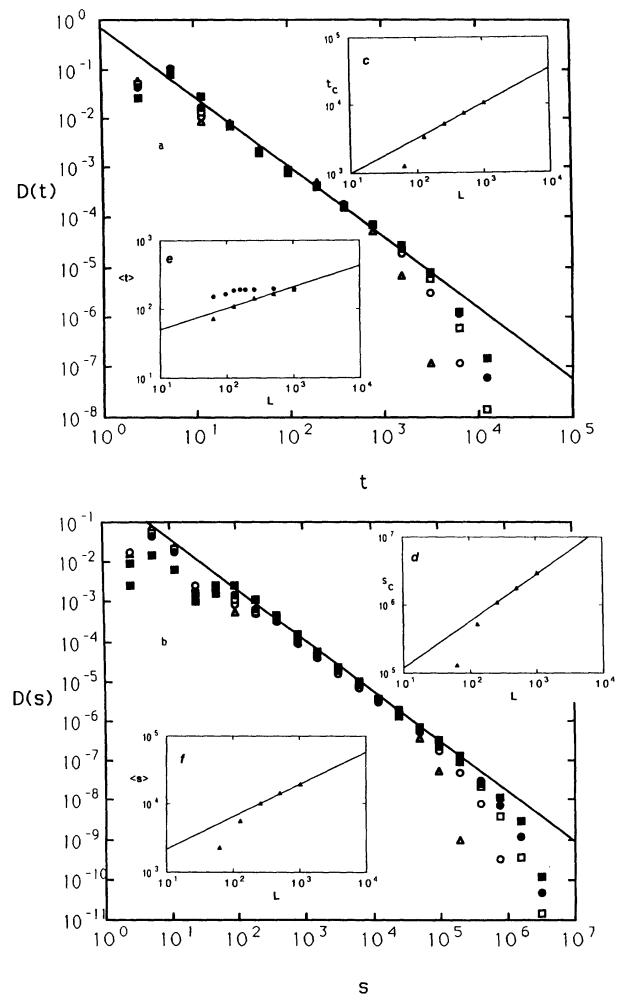 10^0
10^-1
10^-2
10^-3
10^-4
10^-5
10^-6
10^-7
10^-8
D(t)
a
c
10^5
t_c
10^4
10^3
10^1 10^2 10^3 10^4
L
e
10^3
<t>
10^2
10^1
10^1 10^2 10^3 10^4
L
10^0 10^1 10^2 10^3 10^4 10^5
t
10^-1
10^-2
10^-3
10^-4
10^-5
10^-6
10^-7
10^-8
10^-9
10^-10
10^-11
D(s)
b
d
10^7
s_c
10^6
10^5
10^1 10^2 10^3 10^4
L
f
10^5
<s>
10^4
10^3
10^1 10^2 10^3 10^4
L
10^0 10^1 10^2 10^3 10^4 10^5 10^6 10^7
s